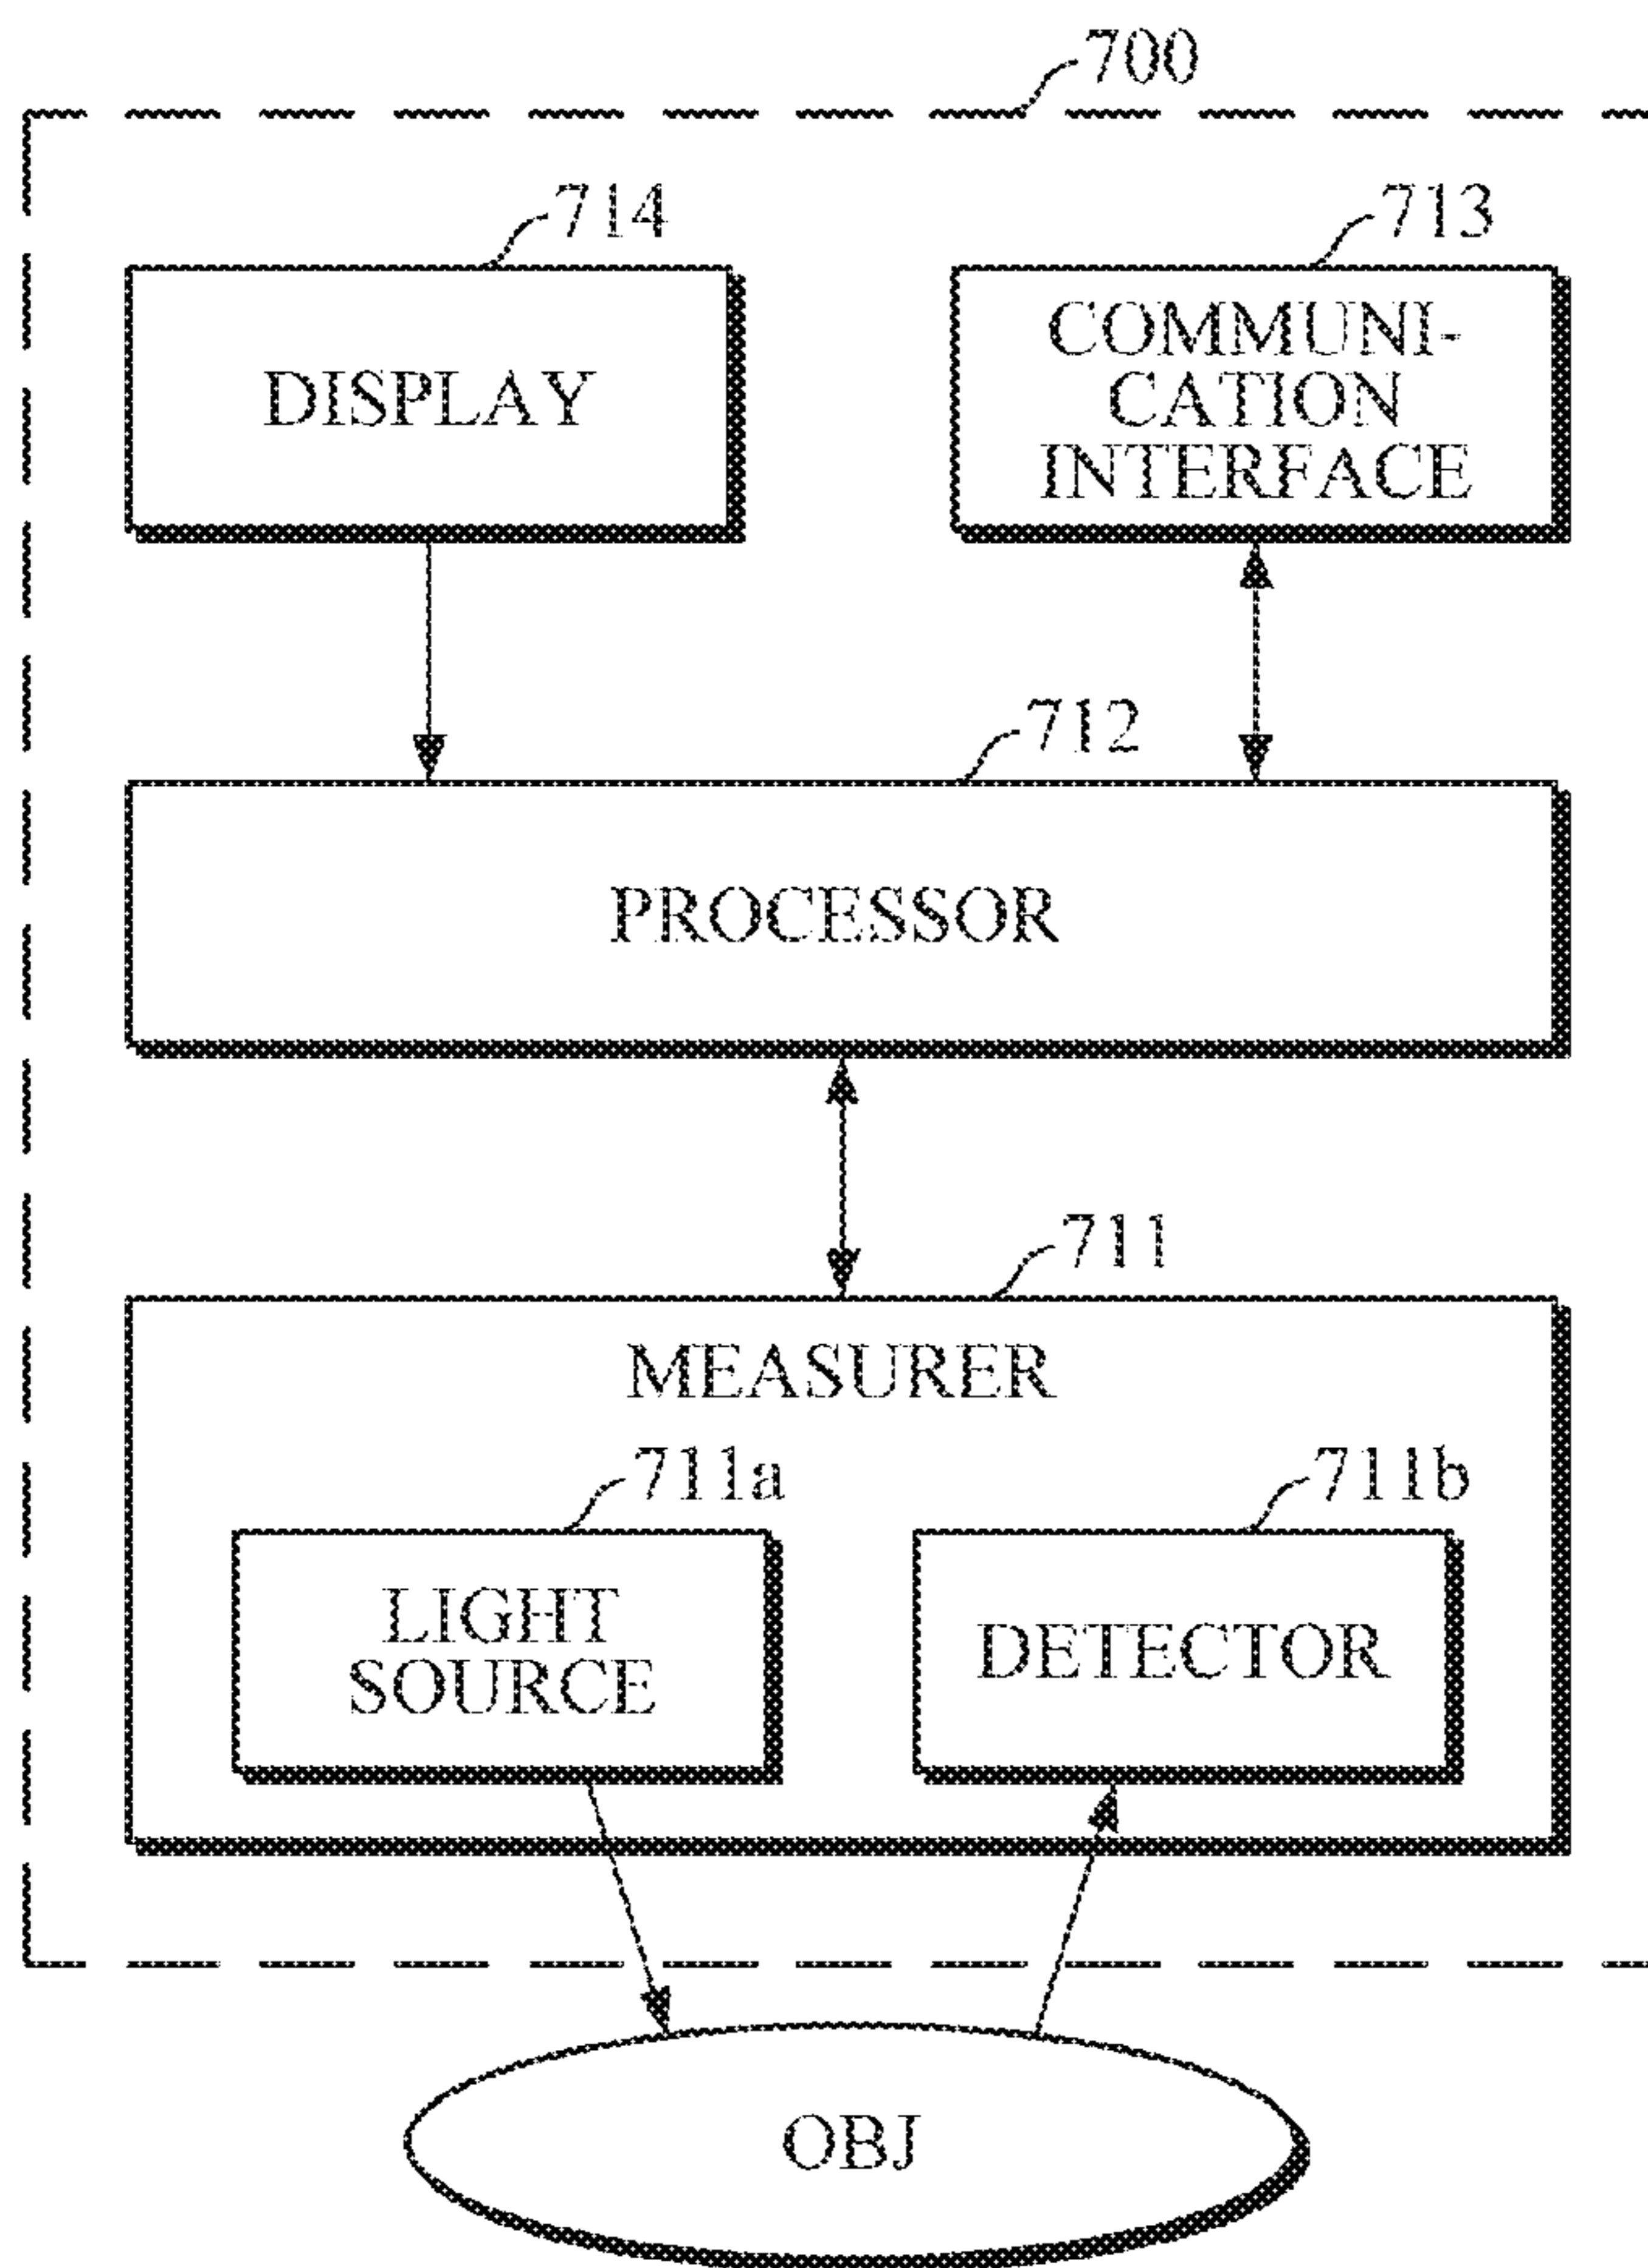 700
714
713
DISPLAY
COMMUNI-
CATION
INTERFACE
712
PROCESSOR
711
MEASURER
711a
711b
LIGHT
SOURCE
DETECTOR
OBJ